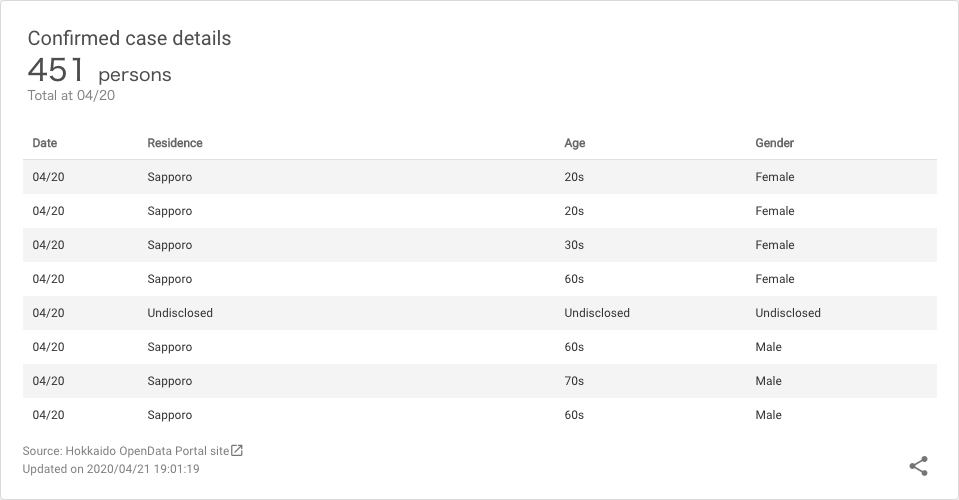 Confirmed case details
451 persons
Total at 04/20
Date Residence Age Gender
04/20 Sapporo 20s Female
04/20 Sapporo 20s Female
04/20 Sapporo 30s Female
04/20 Sapporo 60s Female
04/20 Undisclosed Undisclosed Undisclosed
04/20 Sapporo 60s Male
04/20 Sapporo 70s Male
04/20 Sapporo 60s Male
Source: Hokkaido OpenData Portal site
Updated on 2020/04/21 19:01:19